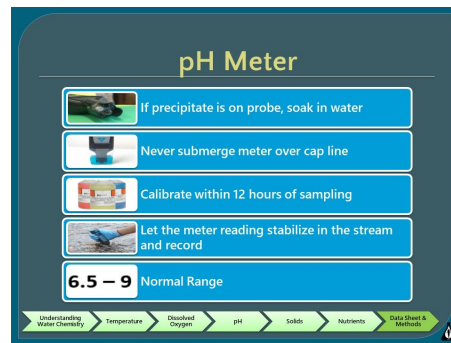 pH Meter
If precipitate is on probe, soak in water
Never submerge meter over cap line
Calibrate within 12 hours of sampling
Let the meter reading stabilize in the stream
and record
6.5 – 9 Normal Range
Understanding
Water Chemistry
Temperature
Dissolved
Oxygen
pH
Solids
Nutrients
Data Sheet &
Methods